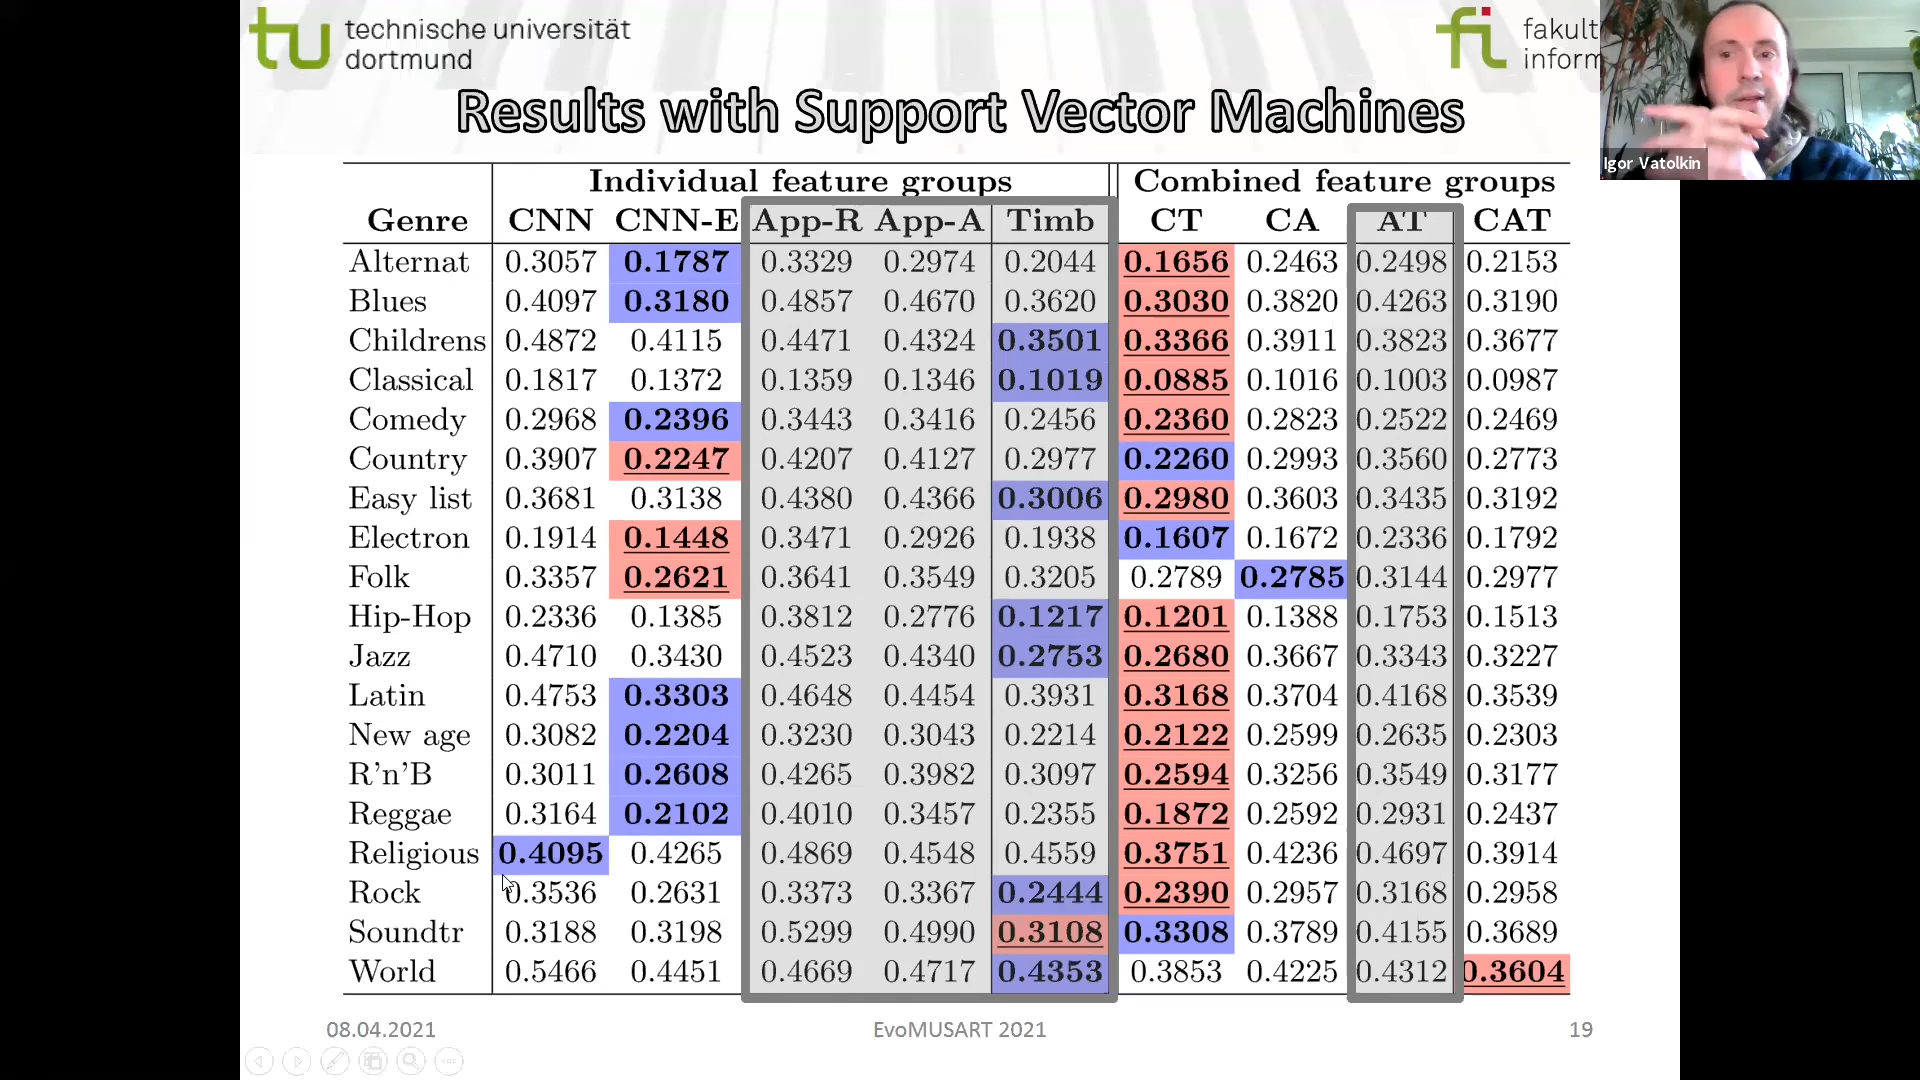 technische universität
dortmund
fakult
inform
Igor Vatolkin
Results with Support Vector Machines
Individual feature groups Combined feature groups
Genre CNN CNN-E App-R App-A Timb CT CA AT CAT
Alternat 0.3057 0.1787 0.3329 0.2974 0.2044 0.1656 0.2463 0.2498 0.2153
Blues 0.4097 0.3180 0.4857 0.4670 0.3620 0.3030 0.3820 0.4263 0.3190
Childrens 0.4872 0.4115 0.4471 0.4324 0.3501 0.3366 0.3911 0.3823 0.3677
Classical 0.1817 0.1372 0.1359 0.1346 0.1019 0.0885 0.1016 0.1003 0.0987
Comedy 0.2968 0.2396 0.3443 0.3416 0.2456 0.2360 0.2823 0.2522 0.2469
Country 0.3907 0.2247 0.4207 0.4127 0.2977 0.2260 0.2993 0.3560 0.2773
Easy list 0.3681 0.3138 0.4380 0.4366 0.3006 0.2980 0.3603 0.3435 0.3192
Electron 0.1914 0.1448 0.3471 0.2926 0.1938 0.1607 0.1672 0.2336 0.1792
Folk 0.3357 0.2621 0.3641 0.3549 0.3205 0.2789 0.2785 0.3144 0.2977
Hip-Hop 0.2336 0.1385 0.3812 0.2776 0.1217 0.1201 0.1388 0.1753 0.1513
Jazz 0.4710 0.3430 0.4523 0.4340 0.2753 0.2680 0.3667 0.3343 0.3227
Latin 0.4753 0.3303 0.4648 0.4454 0.3931 0.3168 0.3704 0.4168 0.3539
New age 0.3082 0.2204 0.3230 0.3043 0.2214 0.2122 0.2599 0.2635 0.2303
R'n'B 0.3011 0.2608 0.4265 0.3982 0.3097 0.2594 0.3256 0.3549 0.3177
Reggae 0.3164 0.2102 0.4010 0.3457 0.2355 0.1872 0.2592 0.2931 0.2437
Religious 0.4095 0.4265 0.4869 0.4548 0.4559 0.3751 0.4236 0.4697 0.3914
Rock 0.3536 0.2631 0.3373 0.3367 0.2444 0.2390 0.2957 0.3168 0.2958
Soundtr 0.3188 0.3198 0.5299 0.4990 0.3108 0.3308 0.3789 0.4155 0.3689
World 0.5466 0.4451 0.4669 0.4717 0.4353 0.3853 0.4225 0.4312 0.3604
08.04.2021 EvoMUSART 2021 19